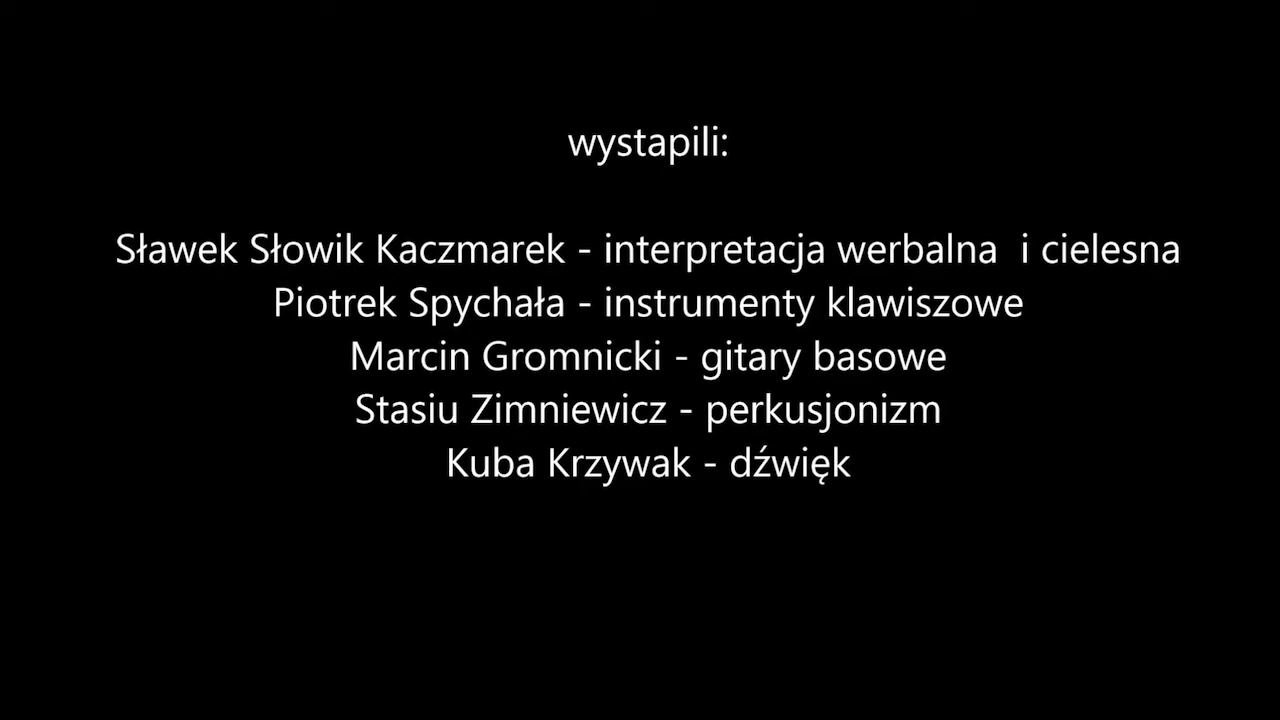 wystapili:
Sławek Słowik Kaczmarek - interpretacja werbalna  i cielesna
Piotrek Spychała - instrumenty klawiszowe
Marcin Gromnicki - gitary basowe
Stasiu Zimniewicz - perkusjonizm
Kuba Krzywak - dźwięk